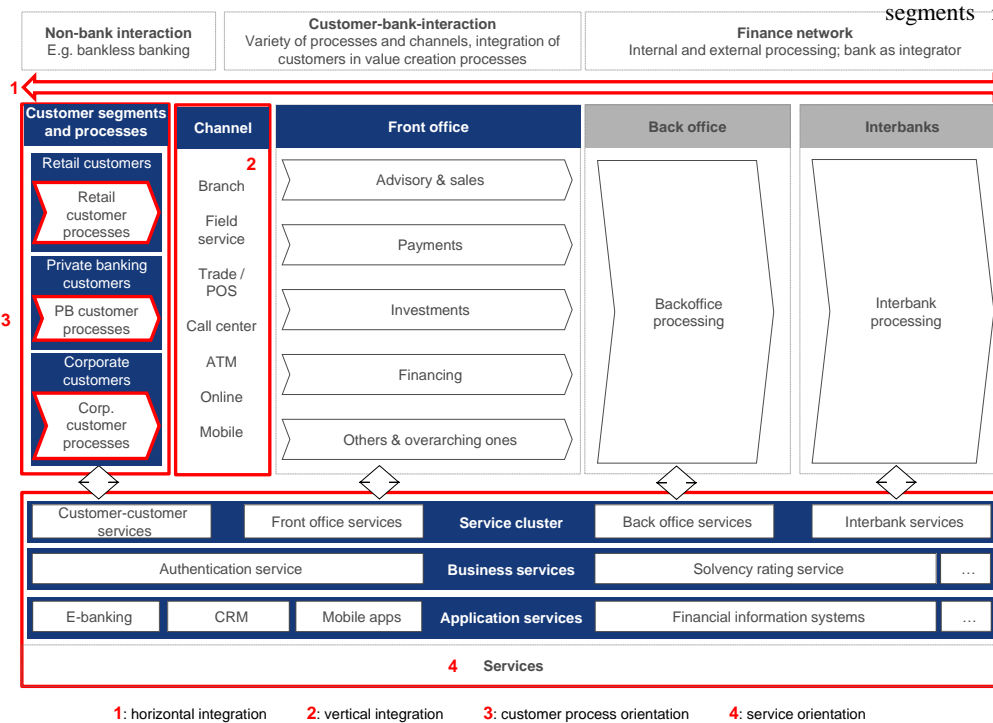 segments
Non-bank interaction
E.g. bankless banking
Customer-bank-interaction
Variety of processes and channels, integration of
customers in value creation processes
Finance network
Internal and external processing; bank as integrator
1
Customer segments
and processes
Channel
Front office
Back office
Interbanks
2
3
Retail customers
Retail
customer
processes
Private banking
customers
PB customer
processes
Corporate
customers
Corp.
customer
processes
Branch
Field
service
Trade /
POS
Call center
ATM
Online
Mobile
Advisory & sales
Payments
Investments
Financing
Others & overarching ones
Backoffice
processing
Interbank
processing
Customer-customer
services
Front office services
Service cluster
Back office services
Interbank services
Authentication service
Business services
Solvency rating service
...
E-banking
CRM
Mobile apps
Application services
Financial information systems
...
4 Services
1: horizontal integration 2: vertical integration 3: customer process orientation 4: service orientation